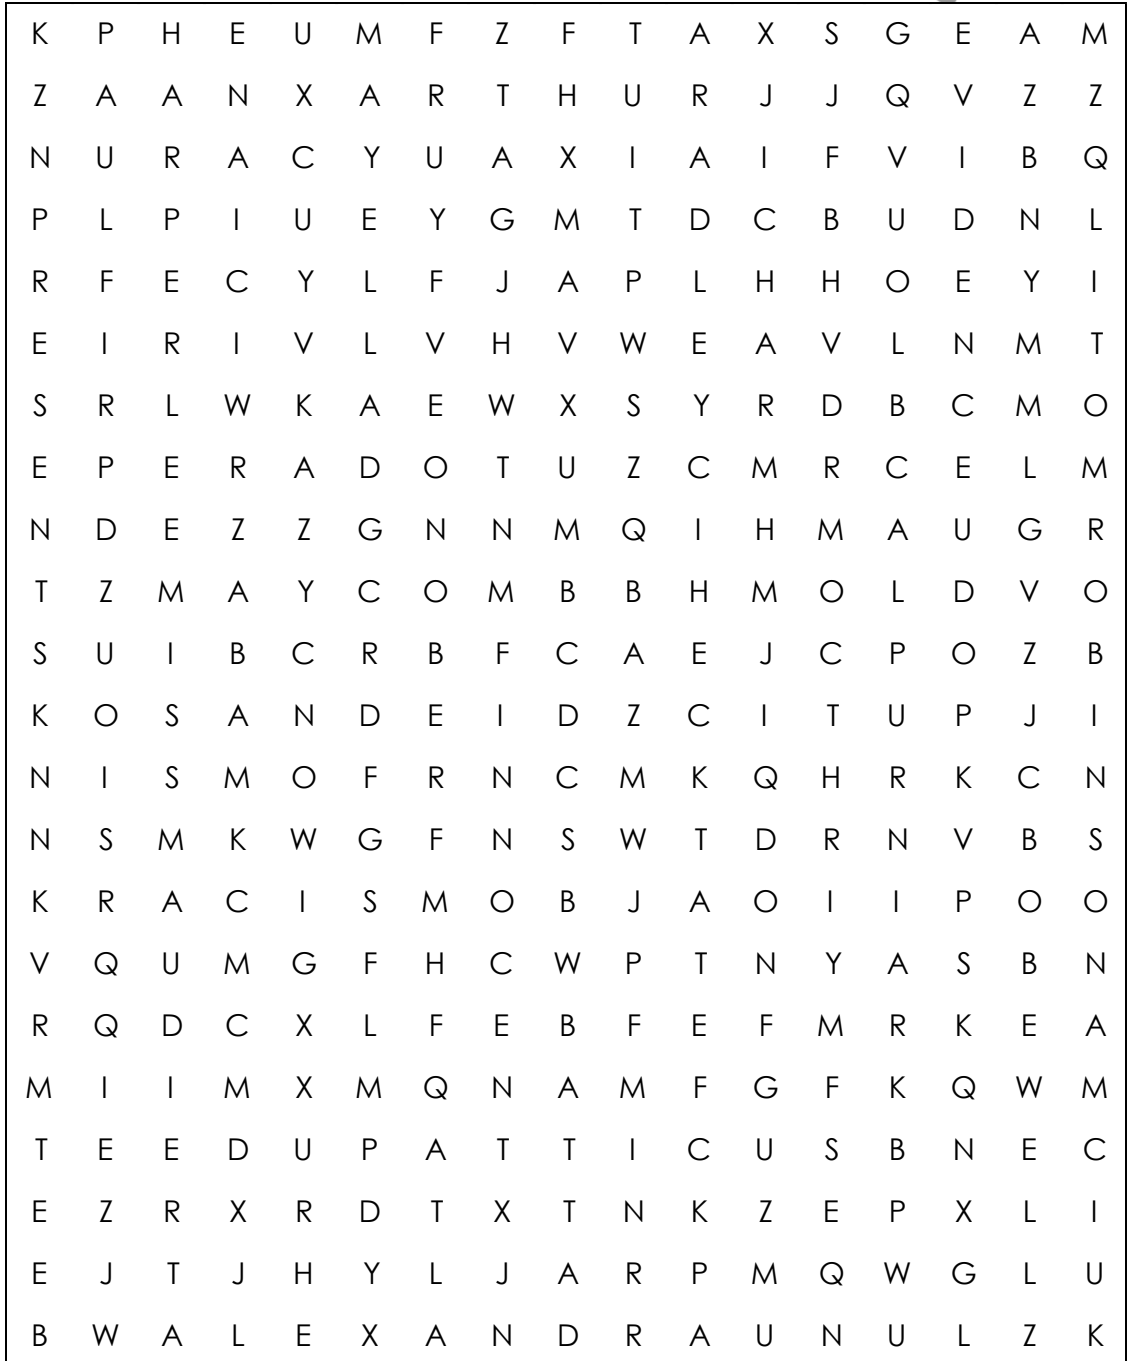 K P H E U M F Z F T A X S G E A M
Z A A N X A R T H U R J J Q V Z Z
N U R A C Y U A X I A I F V I B Q
P L P I U E Y G M T D C B U D N L
R F E C Y L F J A P L H H O E Y I
E I R I V L V H V W E A V L N M T
S R L W K A E W X S Y R D B C M O
E P E R A D O T U Z C M R C E L M
N D E Z Z G N N M Q I H M A U G R
T Z M A Y C O M B B H M O L D V O
S U I B C R B F C A E J C P O Z B
K O S A N D E I D Z C I T U P J I
N I S M O F R N C M K Q H R K C N
N S M K W G F N S W T D R N V B S
K R A C I S M O B J A O I I P O O
V Q U M G F H C W P T N Y A S B N
R Q D C X L F E B F E F M R K E A
M I I M X M Q N A M F G F K Q W M
T E E D U P A T T I C U S B N E C
E Z R X R D T X T N K Z E P X L I
E J T J H Y L J A R P M Q W G L U
B W A L E X A N D R A U N U L Z K